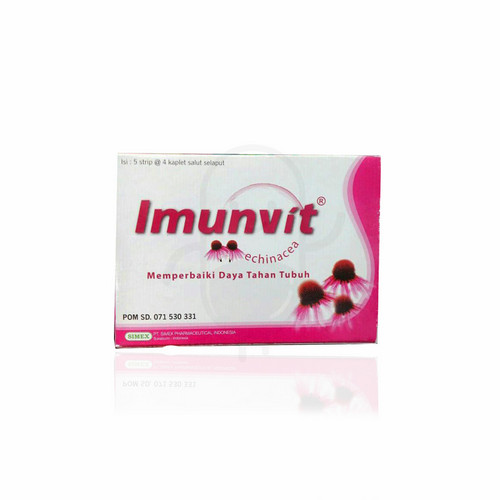 Isi : 5 strip @ 4 kaplet salut selaput
Imunvit®
echinacea
Memperbaiki Daya Tahan Tubuh
POM SD. 071 530 331
SIMEX PT. SIMEX PHARMACEUTICAL INDONESIA